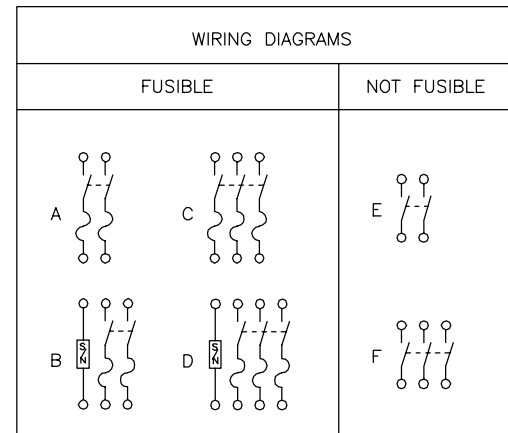 WIRING DIAGRAMS
FUSIBLE
NOT FUSIBLE
A
C
E
B
S/N
D
S/N
F